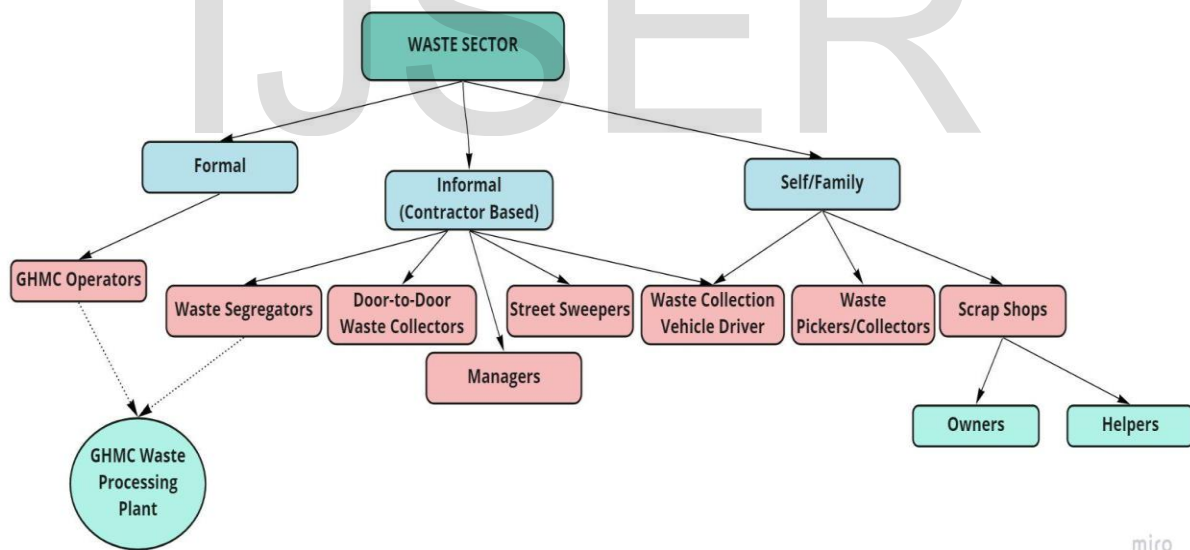 IJSER
WASTE SECTOR
Formal
Informal
(Contractor Based)
Self/Family
GHMC Operators
Waste Segregators
Door-to-Door
Waste Collectors
Street Sweepers
Waste Collection
Vehicle Driver
Waste
Pickers/Collectors
Scrap Shops
Managers
Owners
Helpers
GHMC Waste
Processing
Plant
miro